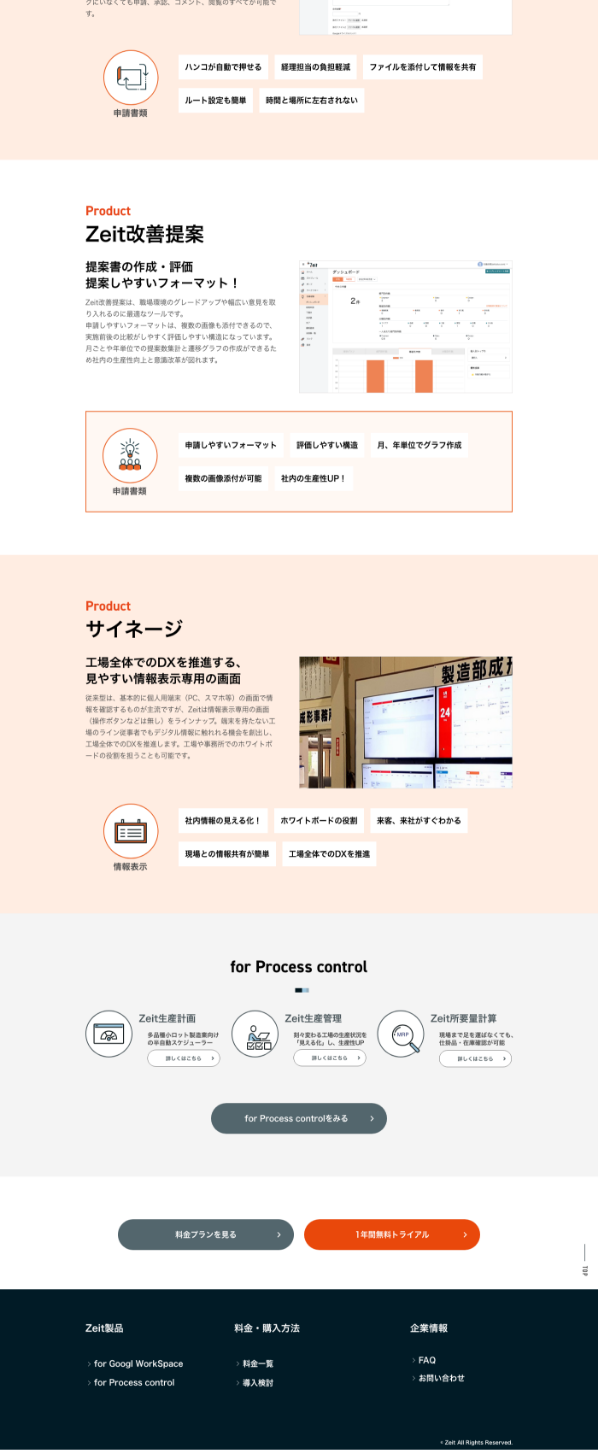 グにいなくても申請、承認、コメント、閲覧のすべてが可能で
す。
ハンコが自動で押せる
経理担当の負担軽減
ファイルを添付して情報を共有
ルート設定も簡単
時間と場所に左右されない
申請書類
Product
Zeit改善提案
提案書の作成・評価
提案しやすいフォーマット！
Zeit改善提案は、職場環境のグレードアップや幅広い意見を取
り入れるのに最適なツールです。
申請しやすいフォーマットは、複数の画像も添付できるので、
実施前後の比較がしやすく評価しやすい構造になっています。
月ごとや年単位での提案数集計と遷移グラフの作成ができるた
め社内の生産性向上と意識改革が図れます。
Zeit
ダッシュボード
2件
申請しやすいフォーマット
評価しやすい構造
月、年単位でグラフ作成
複数の画像添付が可能
社内の生産性UP！
申請書類
Product
サイネージ
工場全体でのDXを推進する、
見やすい情報表示専用の画面
従来型は、基本的に個人用端末（PC、スマホ等）の画面で情
報を確認するものが主流ですが、Zeitは情報表示専用の画面
（操作ボタンなどは無し）をラインナップ。端末を持たない工
場のライン従事者でもデジタル情報に触れれる機会を創出し、
工場全体でのDXを推進します。工場や事務所でのホワイトボ
ードの役割を担うことも可能です。
製造部成形
成形事務所
24
社内情報の見える化！
ホワイトボードの役割
来客、来社がすぐわかる
現場との情報共有が簡単
工場全体でのDXを推進
情報表示
for Process control
Zeit生産計画
多品種小ロット製造業向け
の半自動スケジューラー
詳しくはこちら
Zeit生産管理
刻々変わる工場の生産状況を
「見える化」し、生産性UP
詳しくはこちら
MRP
Zeit所要量計算
現場まで足を運ばなくても、
仕掛品・在庫確認が可能
詳しくはこちら
for Process controlをみる
料金プランを見る
1年間無料トライアル
TOP
Zeit製品
for Googl WorkSpace
for Process control
料金・購入方法
料金一覧
導入検討
企業情報
FAQ
お問い合わせ
© Zeit All Rights Reserved.